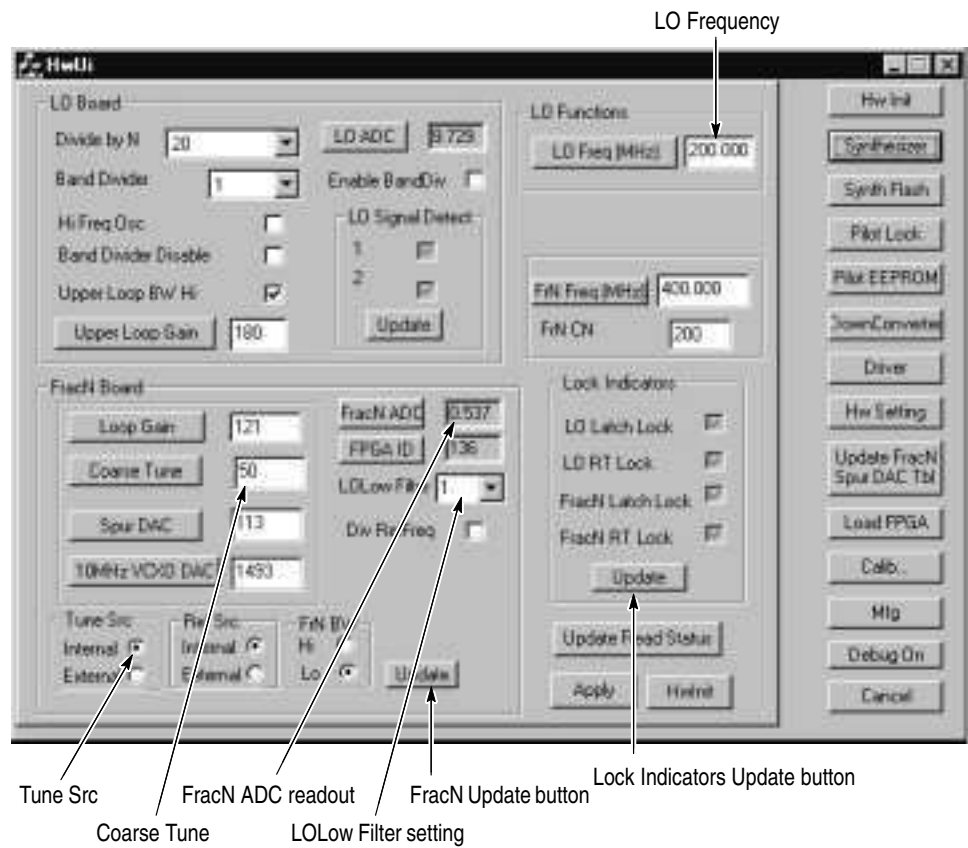 LO Frequency
HwUi
LO Board
Divide by N 20
LO ADC 9.729
Band Divider 1
Enable BandDiv
Hi Freq Osc
LO Signal Detect
1
2
Band Divider Disable
Upper Loop BW Hi
Upper Loop Gain 180
Update
LO Functions
LO Freq (MHz) 200.000
FrN Freq (MHz) 400.000
FrN CN 200
FracN Board
Loop Gain 121
Coarse Tune 50
Spur DAC 113
10MHz VCXO DAC 1493
FracN ADC 0.537
FPGA ID 136
LOLow Filter 1
Div Ref Freq
Tune Src
Internal
External
Ref Src
Internal
External
FrN BW
Hi
Lo
Update
Lock Indicators
LO Latch Lock
LO RT Lock
FracN Latch Lock
FracN RT Lock
Update
Update Read Status
Apply
HwInit
Hw Init
Synthesizer
Synth Flash
Pilot Lock
Pilot EEPROM
DownConverter
Driver
Hw Setting
Update FracN
Spur DAC Tbl
Load FPGA
Calib...
Mfg
Debug On
Cancel
Tune Src
Coarse Tune
FracN ADC readout
LOLow Filter setting
FracN Update button
Lock Indicators Update button